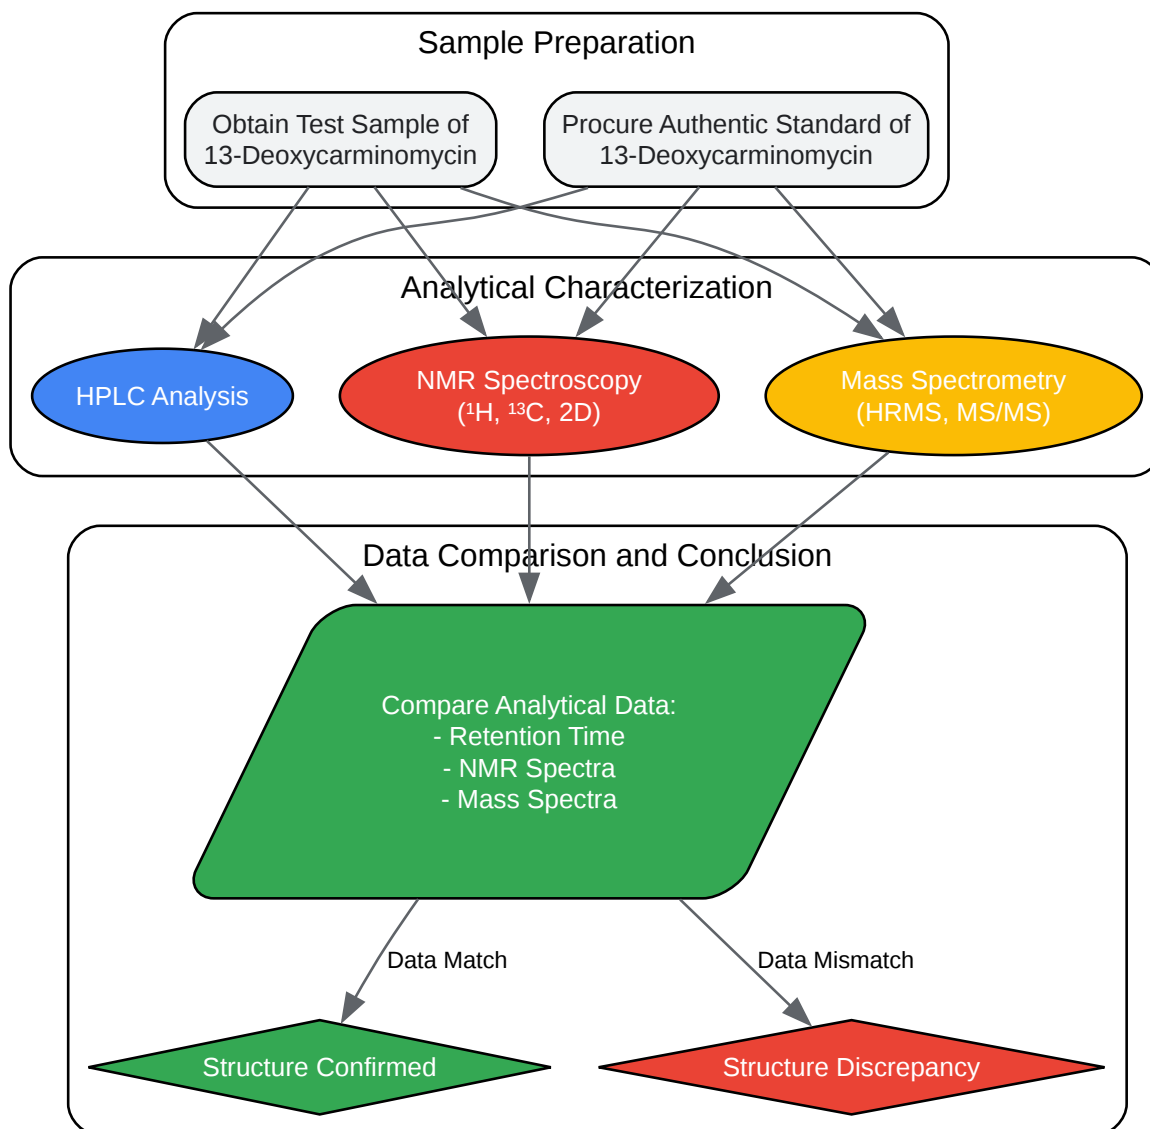 Sample Preparation
Obtain Test Sample of
13-Deoxycarminomycin
Procure Authentic Standard of
13-Deoxycarminomycin
Analytical Characterization
HPLC Analysis
NMR Spectroscopy
(¹H, ¹³C, 2D)
Mass Spectrometry
(HRMS, MS/MS)
Data Comparison and Conclusion
Compare Analytical Data:
- Retention Time
- NMR Spectra
- Mass Spectra
Data Match
Data Mismatch
Structure Confirmed
Structure Discrepancy